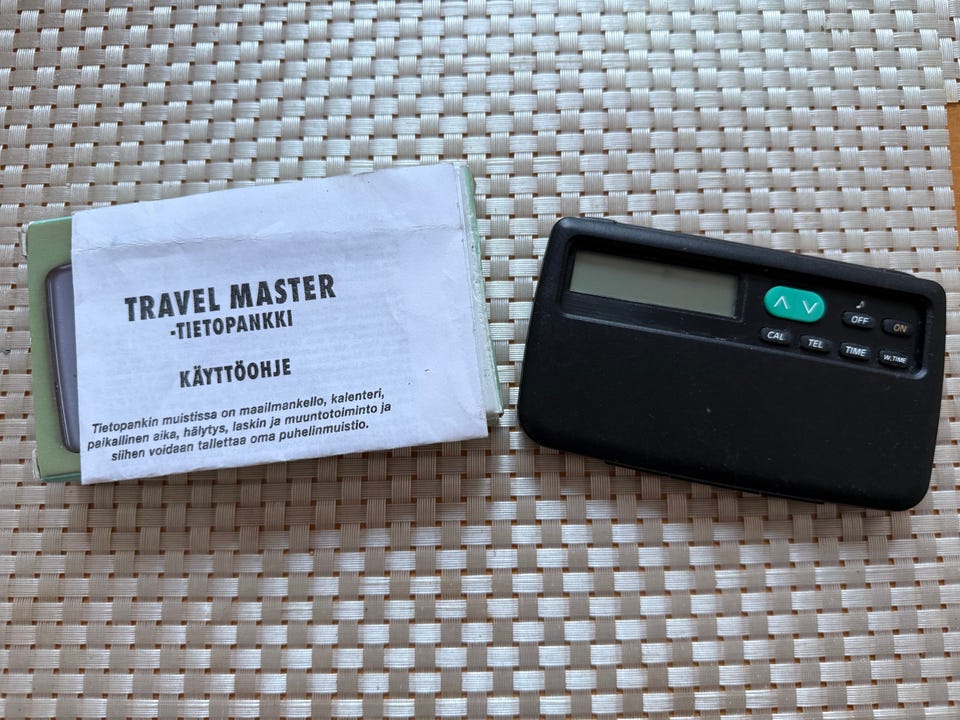 TRAVEL MASTER
-TIETOPANKKI
KÄYTTÖOHJE
Tietopankin muistissa on maailmankello, kalenteri,
paikallinen aika, hälytys, laskin ja muuntotoiminto ja
siihen voidaan tallettaa oma puhelinmuistio.
OFF ON
CAL TEL TIME W.TIME